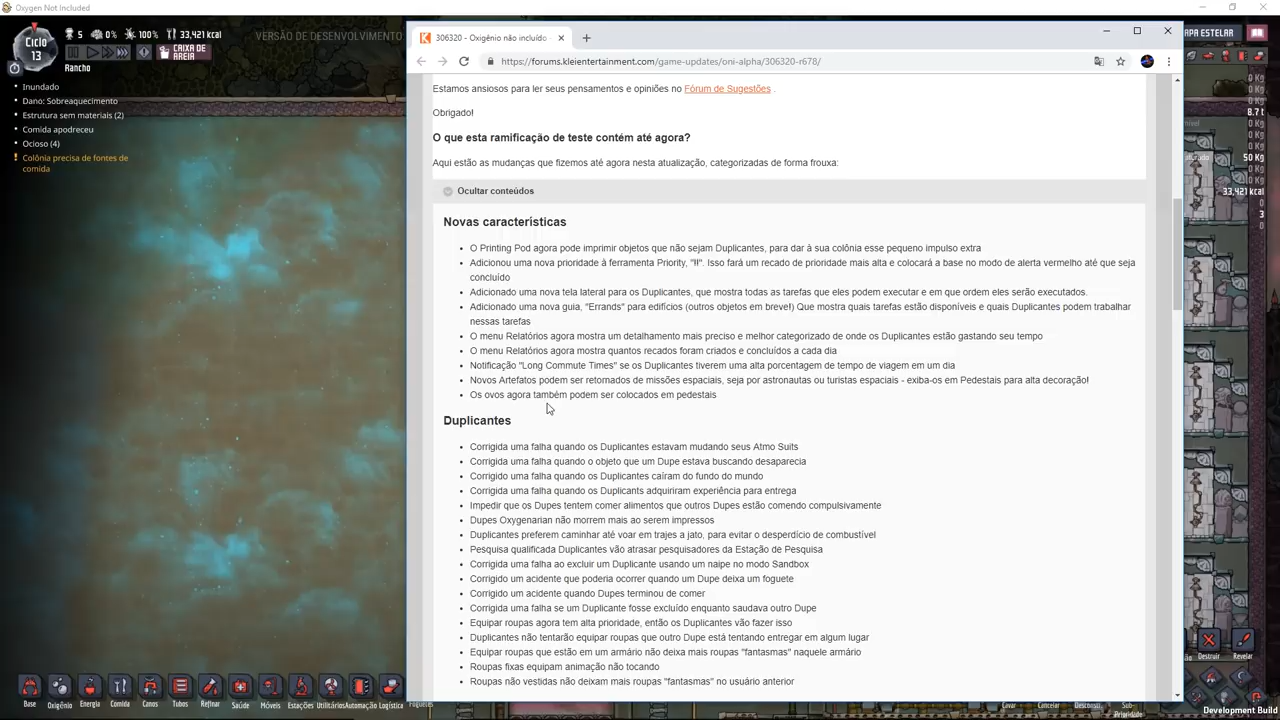 Oxygen Not Included
Ciclo
13
5
0%
100%
33,421 kcal
CAIXA DE
AREIA
Rancho
VERSÃO DE DESENVOLVIMENTO
Inundado
Dano: Sobreaquecimento
Estrutura sem materiais (2)
Comida apodreceu
Ocioso (4)
Colônia precisa de fontes de
comida
306320 - Oxigênio não incluído
https://forums.kleientertainment.com/game-updates/oni-alpha/306320-r678/
Estamos ansiosos para ler seus pensamentos e opiniões no Fórum de Sugestões .
Obrigado!
O que esta ramificação de teste contém até agora?
Aqui estão as mudanças que fizemos até agora nesta atualização, categorizadas de forma frouxa:
Ocultar conteúdos
Novas características
O Printing Pod agora pode imprimir objetos que não sejam Duplicantes, para dar à sua colônia esse pequeno impulso extra
Adicionou uma nova prioridade à ferramenta Priority, "!!". Isso fará um recado de prioridade mais alta e colocará a base no modo de alerta vermelho até que seja
concluído
Adicionado uma nova tela lateral para os Duplicantes, que mostra todas as tarefas que eles podem executar e em que ordem eles serão executados.
Adicionado uma nova guia, "Errands" para edifícios (outros objetos em breve!) Que mostra quais tarefas estão disponíveis e quais Duplicantes podem trabalhar
nessas tarefas
O menu Relatórios agora mostra um detalhamento mais preciso e melhor categorizado de onde os Duplicantes estão gastando seu tempo
O menu Relatórios agora mostra quantos recados foram criados e concluídos a cada dia
Notificação "Long Commute Times" se os Duplicantes tiverem uma alta porcentagem de tempo de viagem em um dia
Novos Artefatos podem ser retornados de missões espaciais, seja por astronautas ou turistas espaciais - exiba-os em Pedestais para alta decoração!
Os ovos agora também podem ser colocados em pedestais
Duplicantes
Corrigida uma falha quando os Duplicantes estavam mudando seus Atmo Suits
Corrigida uma falha quando o objeto que um Dupe estava buscando desaparecia
Corrigido uma falha quando os Duplicantes caíram do fundo do mundo
Corrigida uma falha quando os Duplicants adquiriram experiência para entrega
Impedir que os Dupes tentem comer alimentos que outros Dupes estão comendo compulsivamente
Dupes Oxygenarian não morrem mais ao serem impressos
Duplicantes preferem caminhar até voar em trajes a jato, para evitar o desperdício de combustível
Pesquisa qualificada Duplicantes vão atrasar pesquisadores da Estação de Pesquisa
Corrigida uma falha ao excluir um Duplicante usando um naipe no modo Sandbox
Corrigido um acidente que poderia ocorrer quando um Dupe deixa um foguete
Corrigido um acidente quando Dupes terminou de comer
Corrigida uma falha se um Duplicante fosse excluído enquanto saudava outro Dupe
Equipar roupas agora tem alta prioridade, então os Duplicantes vão fazer isso
Duplicantes não tentarão equipar roupas que outro Dupe está tentando entregar em algum lugar
Equipar roupas que estão em um armário não deixa mais roupas "fantasmas" naquele armário
Roupas fixas equipam animação não tocando
Roupas não vestidas não deixam mais roupas "fantasmas" no usuário anterior
APA ESTELAR
0 Kg
0 Kg
8.7 t
0 Kg
0 Kg
50 Kg
0 Kg
0 Kg
33,421 kcal
0
3
0
Destruir
Revelar
Base
Oxigênio
Energia
Comida
Canos
Tubos
Refinar
Saúde
Móveis
Estações
Utilitários
Automação
Logística
Foguetes
Cavar
Cancelar
Desconstr.
Sub-
Prioridade
Development Build